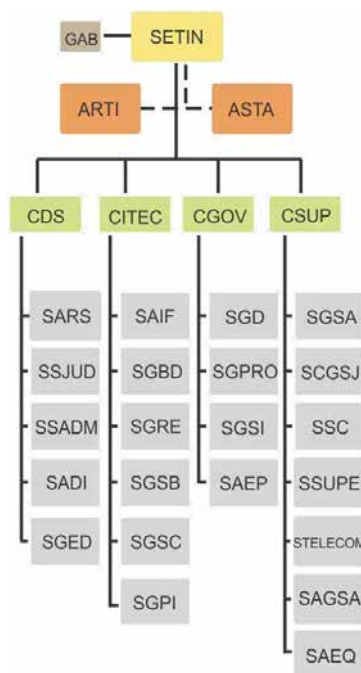 GAB
SETIN
ARTI
ASTA
CDS
CITEC
CGOV
CSUP
SARS
SSJUD
SSADM
SADI
SGED
SAIF
SGBD
SGRE
SGSB
SGSC
SGPI
SGD
SGPRO
SGSI
SAEP
SGSA
SCGSJ
SSC
SSUPE
STELECOM
SAGSA
SAEQ